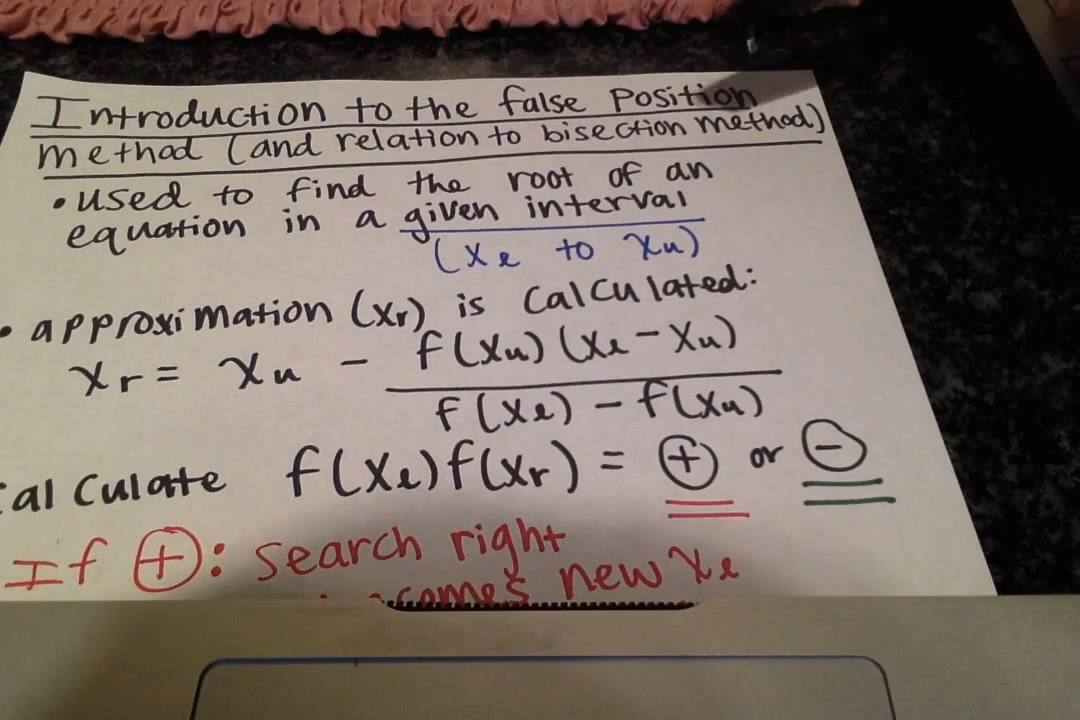 Introduction to the false position
method (and relation to bisection method)
• used to find the root of an
equation in a given interval
(xℓ to xu)
• approximation (xr) is calculated:
xr = xu - f(xu)(xℓ - xu) / f(xℓ) - f(xu)
calculate f(xℓ)f(xr) = ⊕ or ⊖
If ⊕: search right
new xℓ